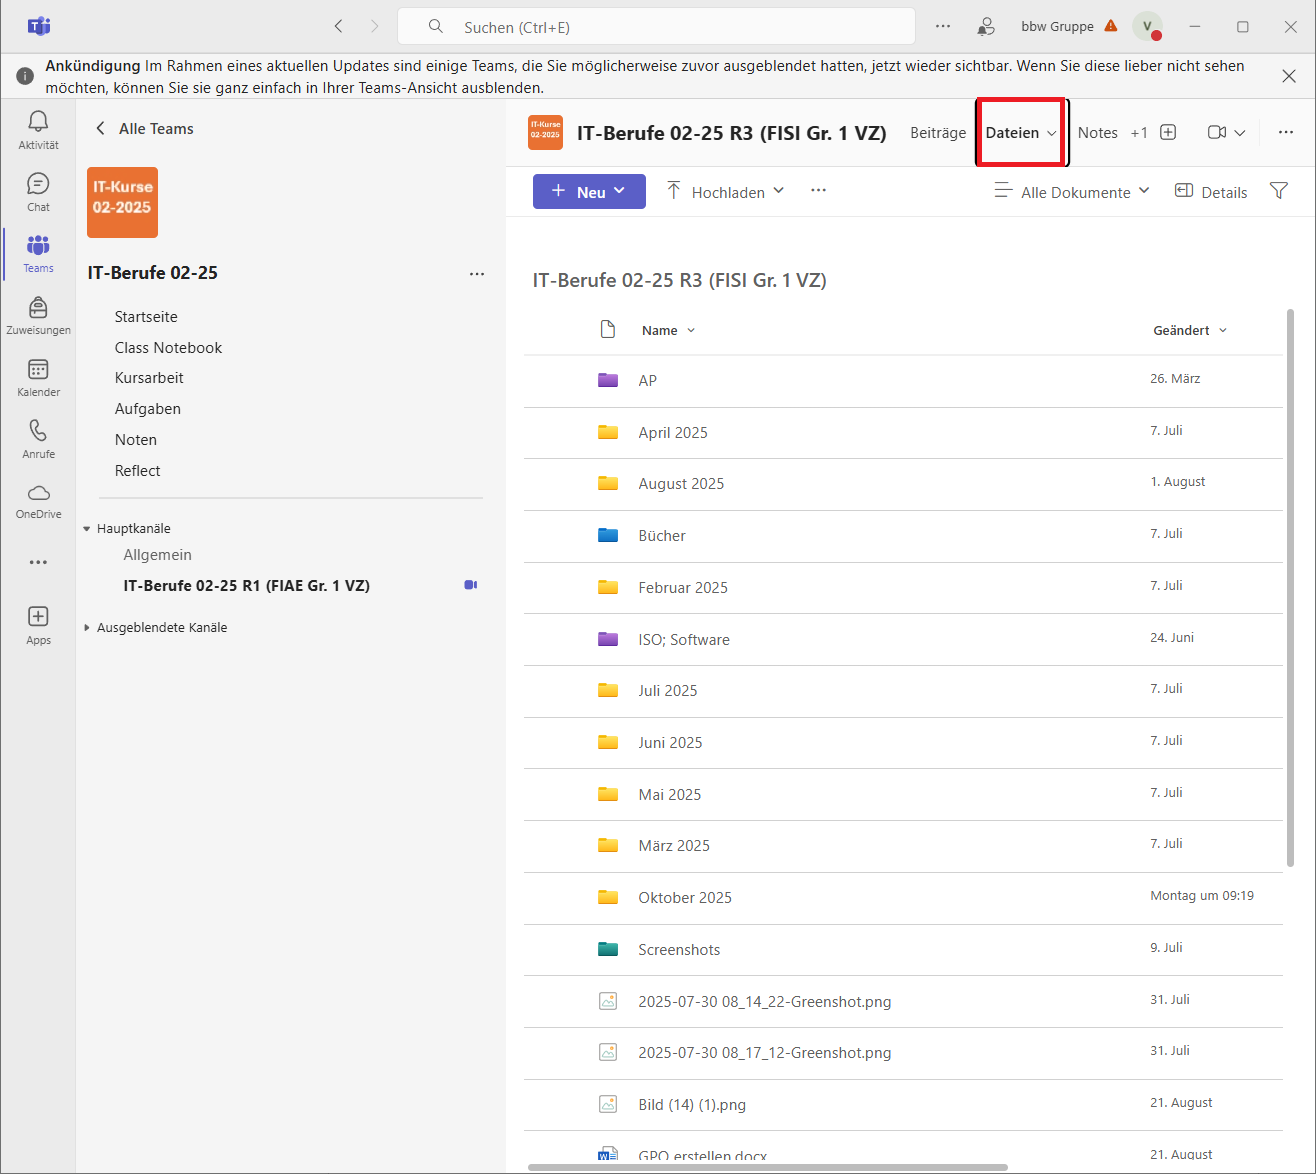 Suchen (Ctrl+E)
bbw Gruppe
V
Ankündigung Im Rahmen eines aktuellen Updates sind einige Teams, die Sie möglicherweise zuvor ausgeblendet hatten, jetzt wieder sichtbar. Wenn Sie diese lieber nicht sehen
möchten, können Sie sie ganz einfach in Ihrer Teams-Ansicht ausblenden.
Aktivität
Chat
Teams
Zuweisungen
Kalender
Anrufe
OneDrive
Apps
Alle Teams
IT-Kurse
02-2025
IT-Berufe 02-25
Startseite
Class Notebook
Kursarbeit
Aufgaben
Noten
Reflect
Hauptkanäle
Allgemein
IT-Berufe 02-25 R1 (FIAE Gr. 1 VZ)
Ausgeblendete Kanäle
IT-Kurse
02-2025
IT-Berufe 02-25 R3 (FISI Gr. 1 VZ) Beiträge Dateien Notes +1
Neu Hochladen Alle Dokumente Details
IT-Berufe 02-25 R3 (FISI Gr. 1 VZ)
Name Geändert
AP 26. März
April 2025 7. Juli
August 2025 1. August
Bücher 7. Juli
Februar 2025 7. Juli
ISO; Software 24. Juni
Juli 2025 7. Juli
Juni 2025 7. Juli
Mai 2025 7. Juli
März 2025 7. Juli
Oktober 2025 Montag um 09:19
Screenshots 9. Juli
2025-07-30 08_14_22-Greenshot.png 31. Juli
2025-07-30 08_17_12-Greenshot.png 31. Juli
Bild (14) (1).png 21. August
GPO erstellen.docx 21. August